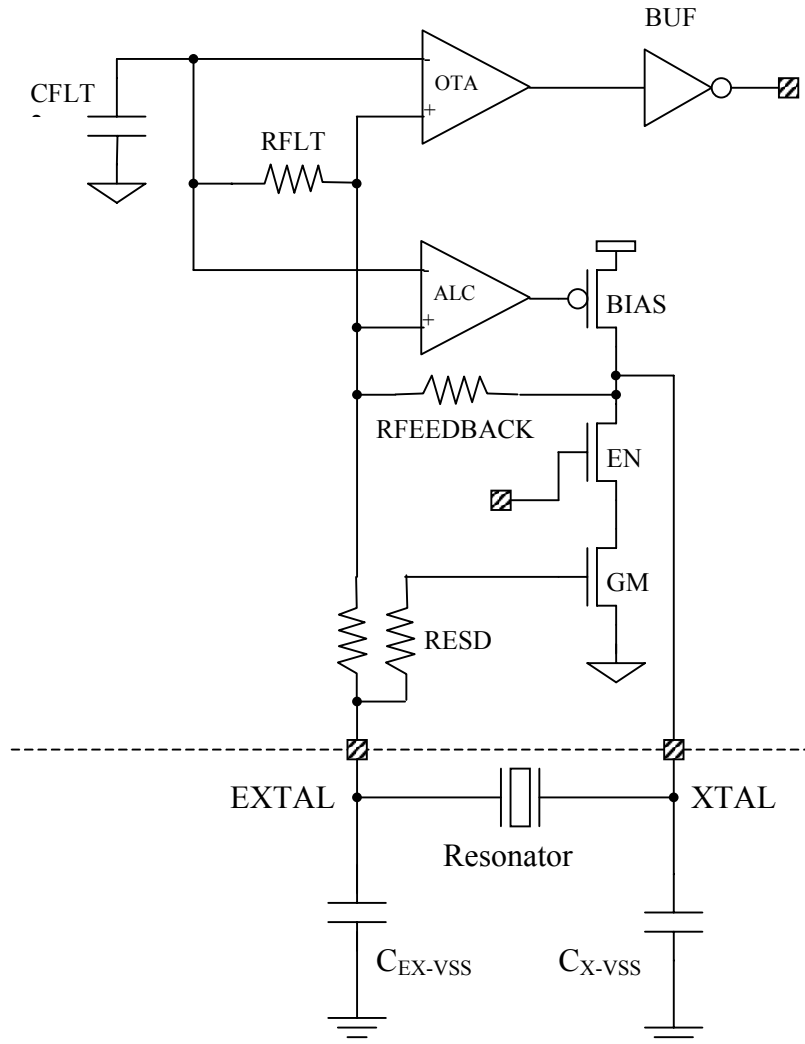 BUF
CFLT
-
OTA
+
RFLT
-
ALC
+
BIAS
RFEEDBACK
EN
GM
RESD
EXTAL
XTAL
Resonator
CEX-VSS
CX-VSS